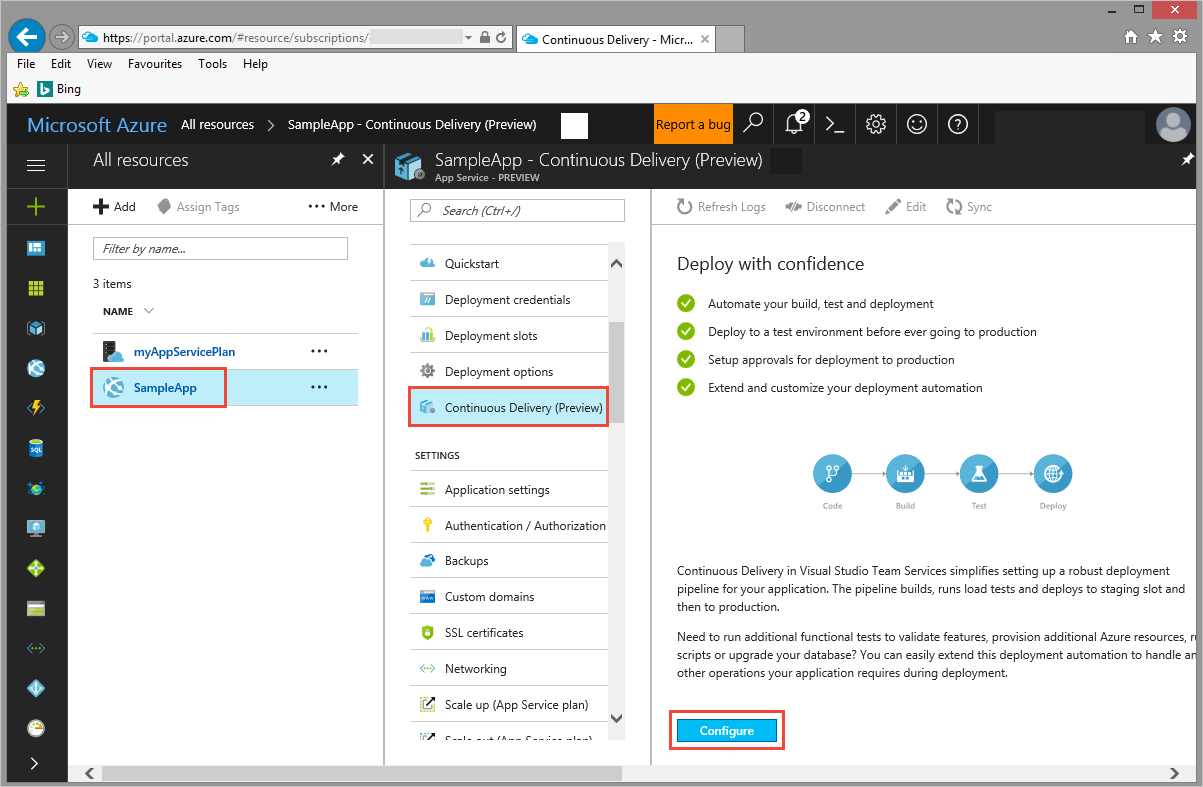 https://portal.azure.com/#resource/subscriptions/
Continuous Delivery - Micr...
File Edit View Favourites Tools Help
Bing
Microsoft Azure All resources > SampleApp - Continuous Delivery (Preview)
Report a bug
2
All resources
SampleApp - Continuous Delivery (Preview)
App Service - PREVIEW
Add Assign Tags ··· More
Filter by name...
3 items
NAME
myAppServicePlan ···
SampleApp ···
Search (Ctrl+/)
Quickstart
Deployment credentials
Deployment slots
Deployment options
Continuous Delivery (Preview)
SETTINGS
Application settings
Authentication / Authorization
Backups
Custom domains
SSL certificates
Networking
Scale up (App Service plan)
Scale out (App Service plan)
Refresh Logs Disconnect Edit Sync
Deploy with confidence
Automate your build, test and deployment
Deploy to a test environment before ever going to production
Setup approvals for deployment to production
Extend and customize your deployment automation
Code Build Test Deploy
Continuous Delivery in Visual Studio Team Services simplifies setting up a robust deployment
pipeline for your application. The pipeline builds, runs load tests and deploys to staging slot and
then to production.
Need to run additional functional tests to validate features, provision additional Azure resources,
scripts or upgrade your database? You can easily extend this deployment automation to handle
other operations your application requires during deployment.
Configure
SQL